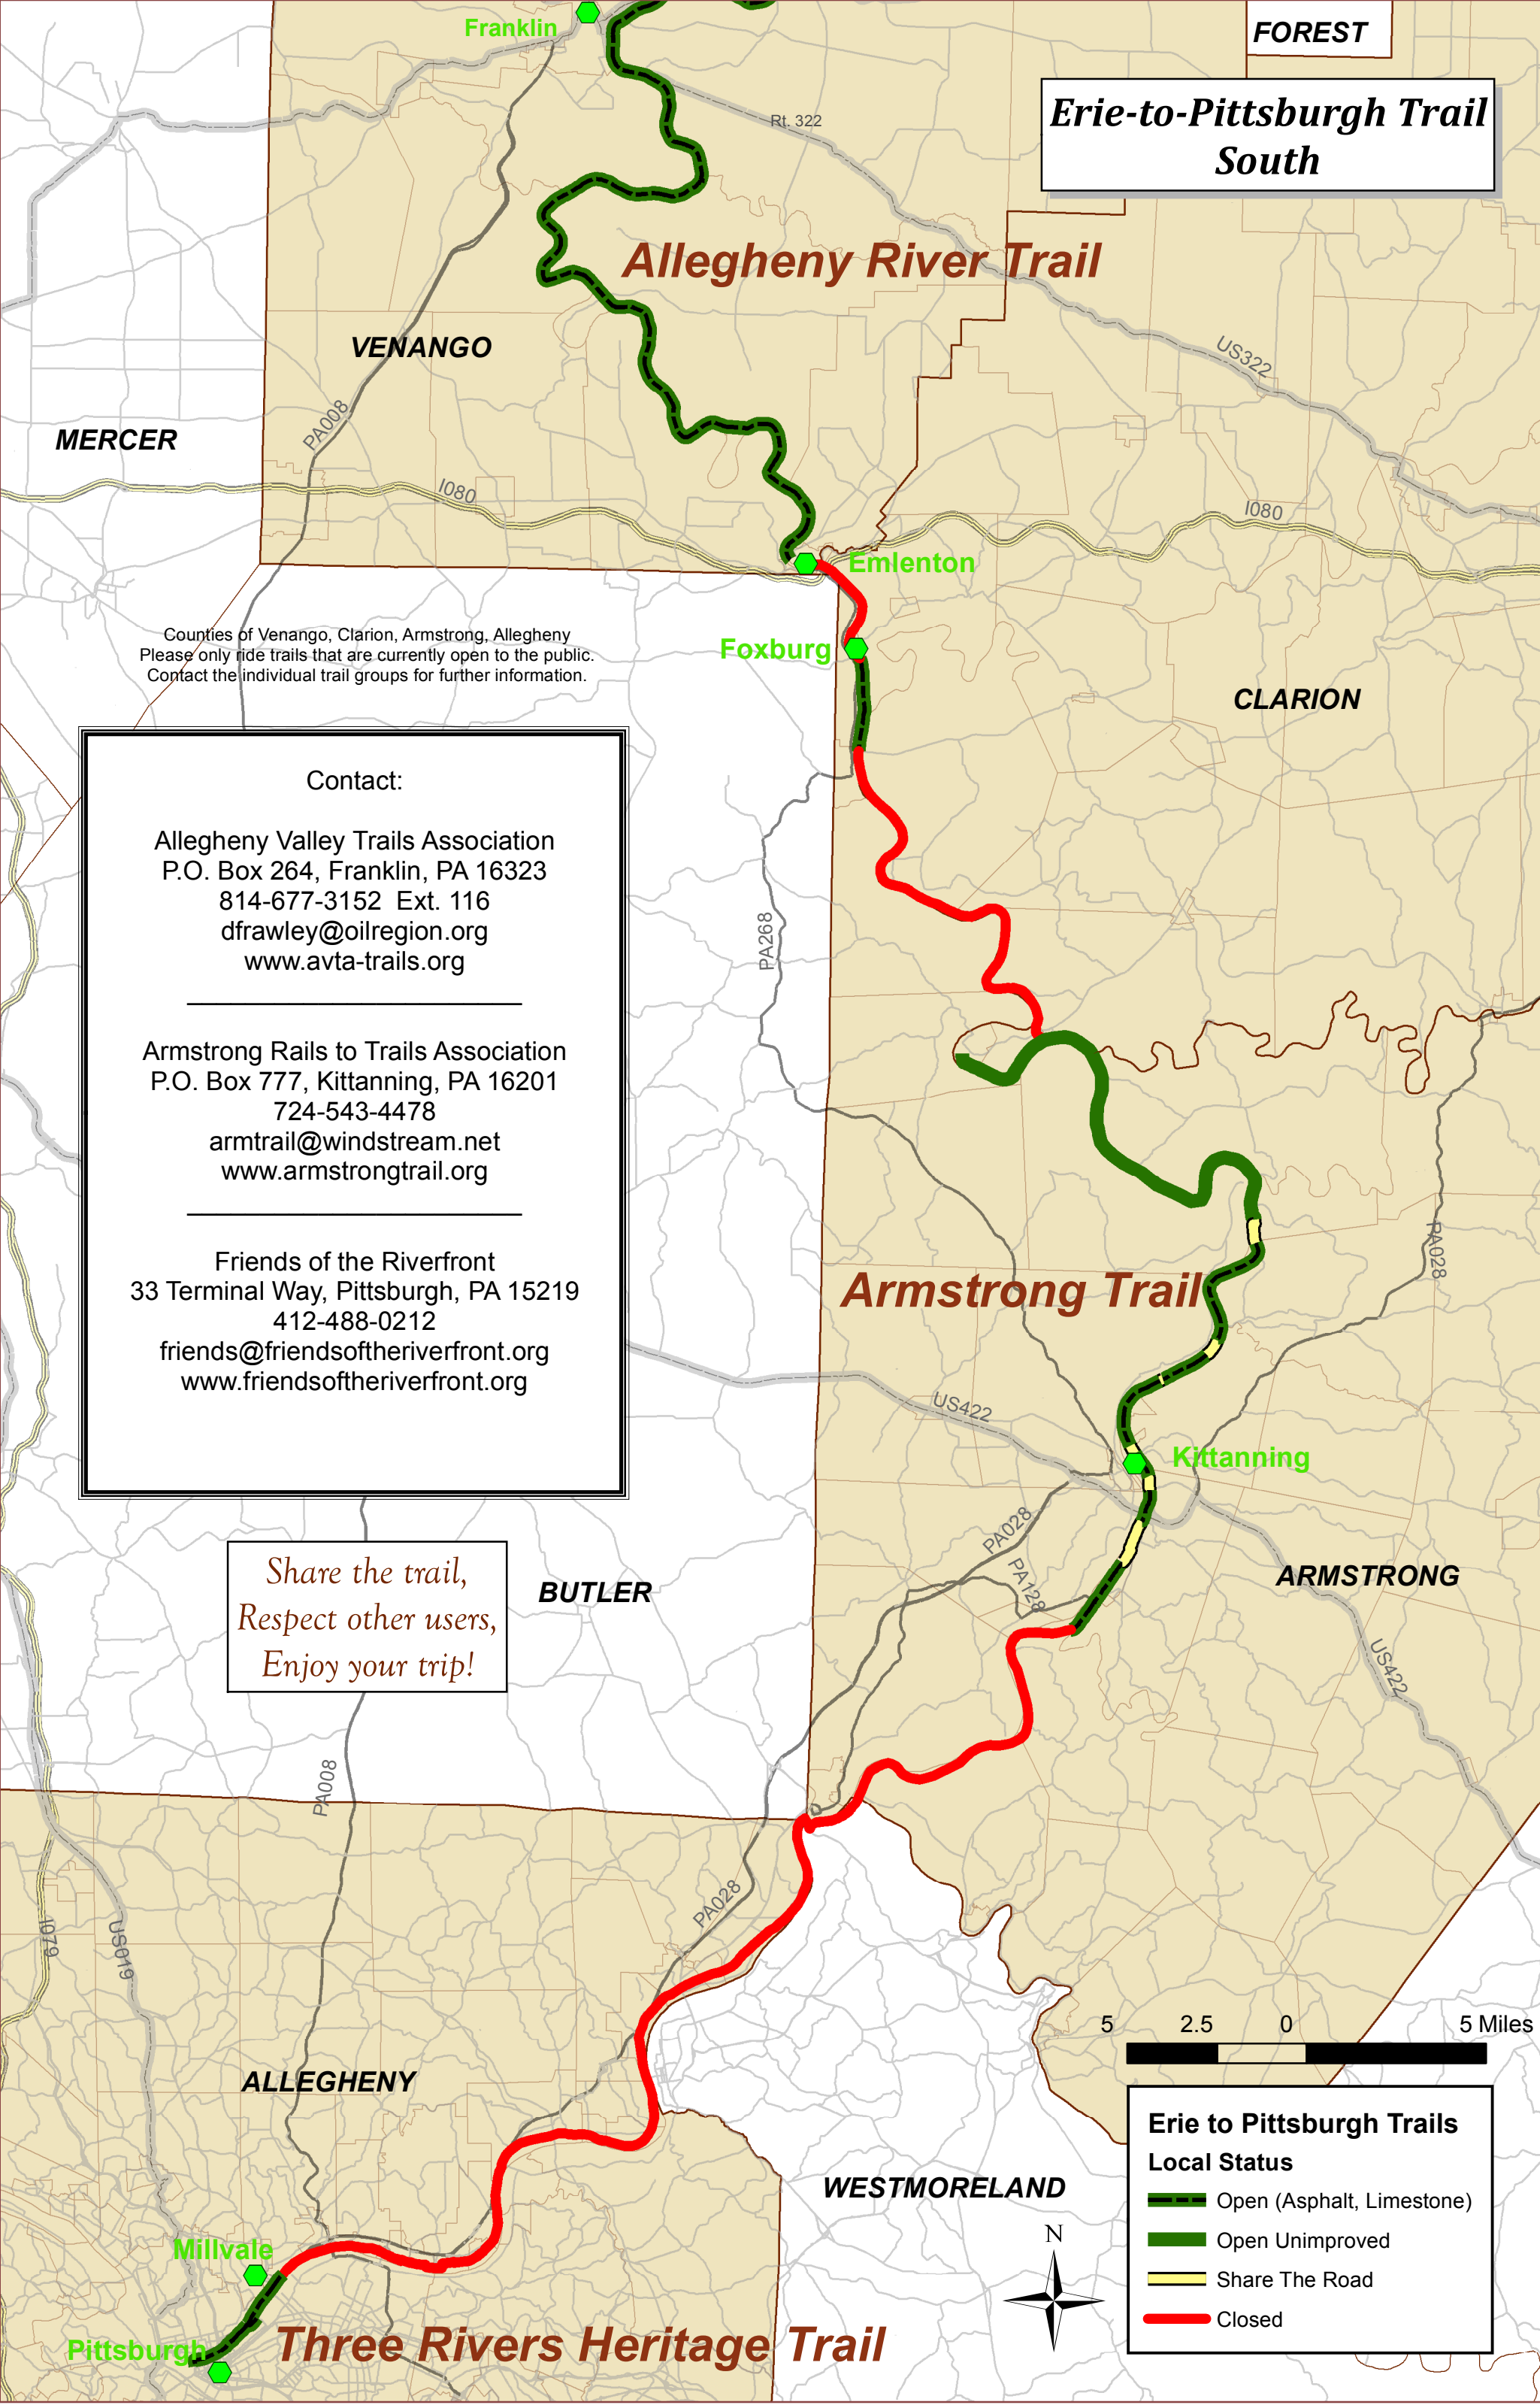 Franklin
FOREST
Erie-to-Pittsburgh Trail
South
Rt. 322
Allegheny River Trail
VENANGO
US322
MERCER
PA008
I080
I080
Emlenton
Counties of Venango, Clarion, Armstrong, Allegheny
Please only ride trails that are currently open to the public.
Contact the individual trail groups for further information.
Foxburg
CLARION
Contact:
Allegheny Valley Trails Association
P.O. Box 264, Franklin, PA 16323
814-677-3152  Ext. 116
dfrawley@oilregion.org
www.avta-trails.org
Armstrong Rails to Trails Association
P.O. Box 777, Kittanning, PA 16201
724-543-4478
armtrail@windstream.net
www.armstrongtrail.org
Friends of the Riverfront
33 Terminal Way, Pittsburgh, PA 15219
412-488-0212
friends@friendsoftheriverfront.org
www.friendsoftheriverfront.org
PA268
PA028
Armstrong Trail
US422
Kittanning
PA028
PA128
ARMSTRONG
Share the trail,
Respect other users,
Enjoy your trip!
BUTLER
US422
PA008
PA028
I079
US019
5 2.5 0 5 Miles
ALLEGHENY
WESTMORELAND
N
Erie to Pittsburgh Trails
Local Status
Open (Asphalt, Limestone)
Open Unimproved
Share The Road
Closed
Millvale
Pittsburgh
Three Rivers Heritage Trail